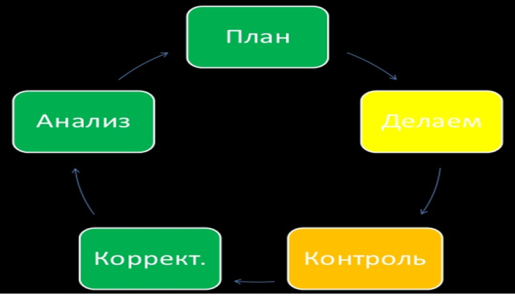 План
Делаем
Контроль
Коррект.
Анализ